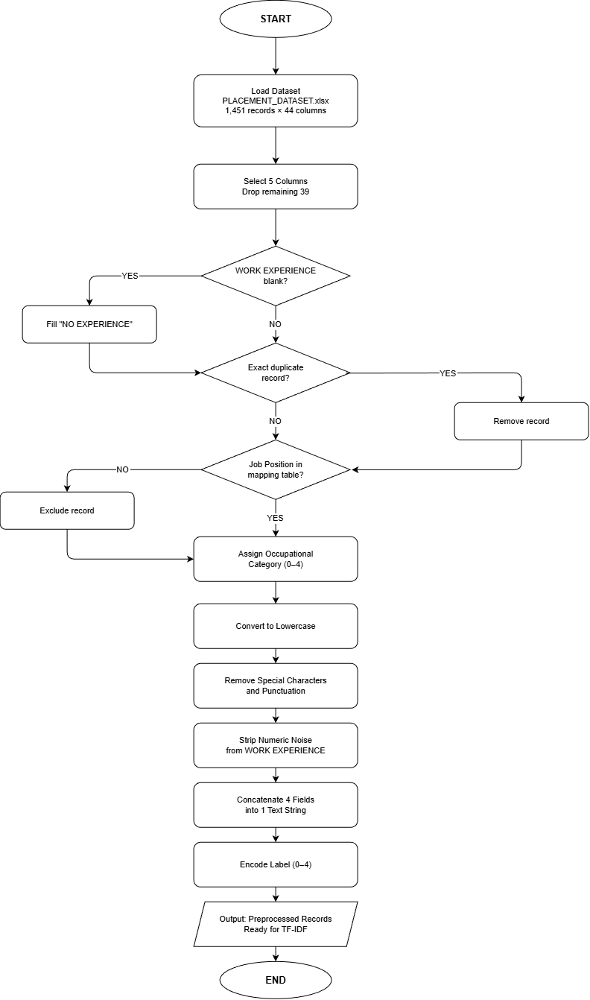 START
Load Dataset
PLACEMENT_DATASET.xlsx
1,451 records × 44 columns
Select 5 Columns
Drop remaining 39
WORK EXPERIENCE
blank?
YES
Fill "NO EXPERIENCE"
NO
Exact duplicate
record?
YES
Remove record
NO
Job Position in
mapping table?
NO
Exclude record
YES
Assign Occupational
Category (0–4)
Convert to Lowercase
Remove Special Characters
and Punctuation
Strip Numeric Noise
from WORK EXPERIENCE
Concatenate 4 Fields
into 1 Text String
Encode Label (0–4)
Output: Preprocessed Records
Ready for TF-IDF
END